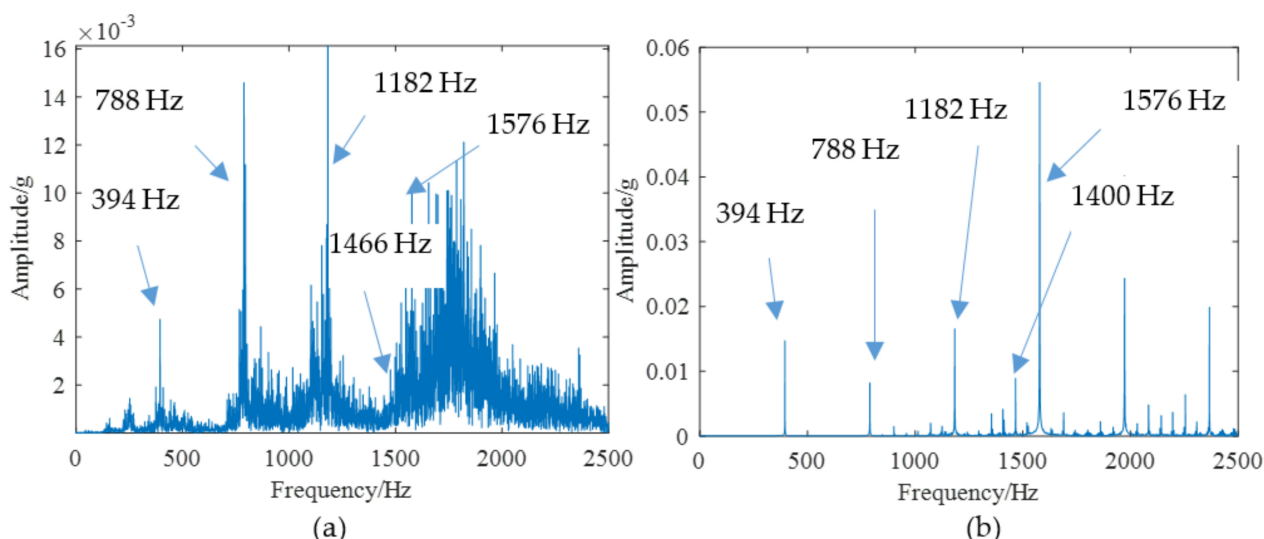 ×10⁻³
16
14
12
10
8
6
4
2
Amplitude/g
788 Hz
1182 Hz
1576 Hz
394 Hz
1466 Hz
0 500 1000 1500 2000 2500
Frequency/Hz
(a)
0.06
0.05
0.04
0.03
0.02
0.01
0
Amplitude/g
1576 Hz
1182 Hz
788 Hz
1400 Hz
394 Hz
0 500 1000 1500 2000 2500
Frequency/Hz
(b)